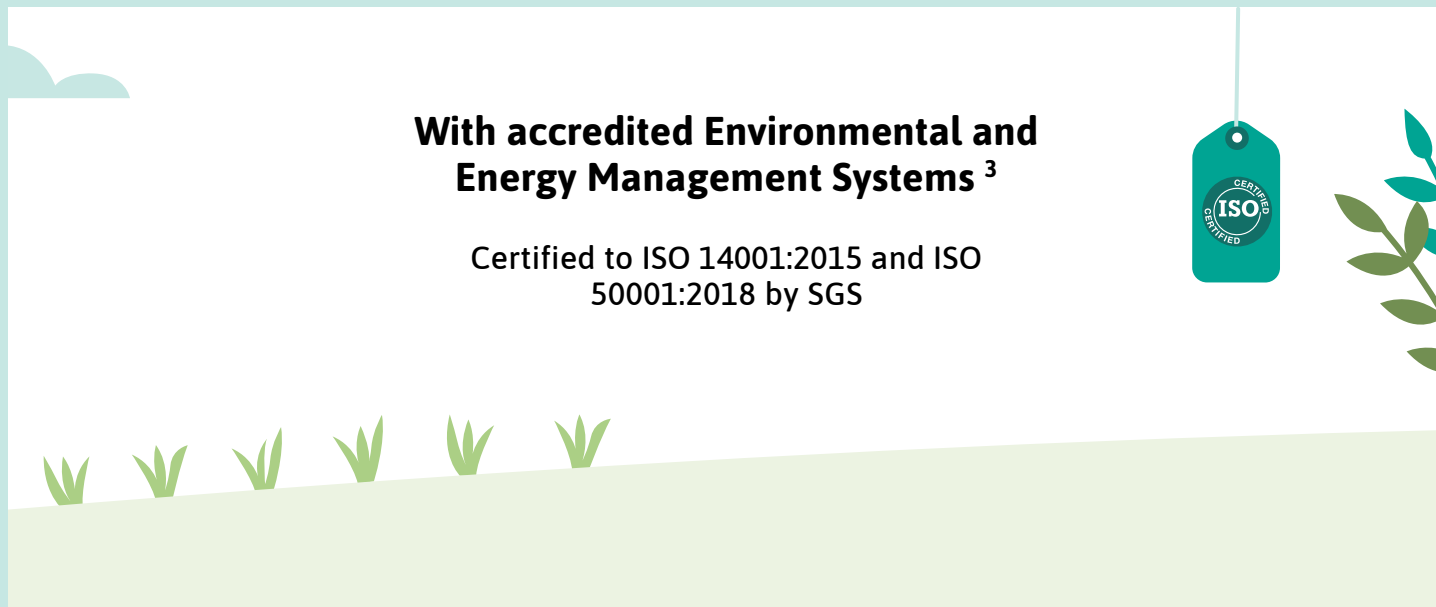 With accredited Environmental and
Energy Management Systems ³
Certified to ISO 14001:2015 and ISO
50001:2018 by SGS
CERTIFIED
ISO
CERTIFIED